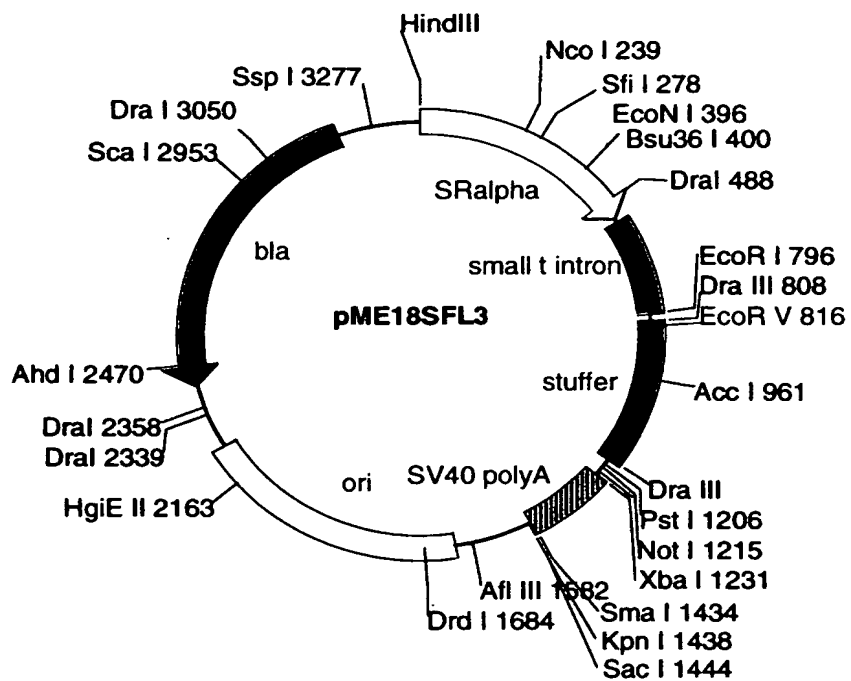 HindIII
Nco I 239
Ssp I 3277
Sfi I 278
Dra I 3050
EcoN I 396
Bsu36 I 400
Sca I 2953
DraI 488
SRalpha
bla
small t intron
EcoR I 796
Dra III 808
pME18SFL3
EcoR V 816
Ahd I 2470
stuffer
Acc I 961
DraI 2358
DraI 2339
ori
SV40 polyA
Dra III
HgiE II 2163
Pst I 1206
Not I 1215
Xba I 1231
Afl III 1582
Drd I 1684
Sma I 1434
Kpn I 1438
Sac I 1444